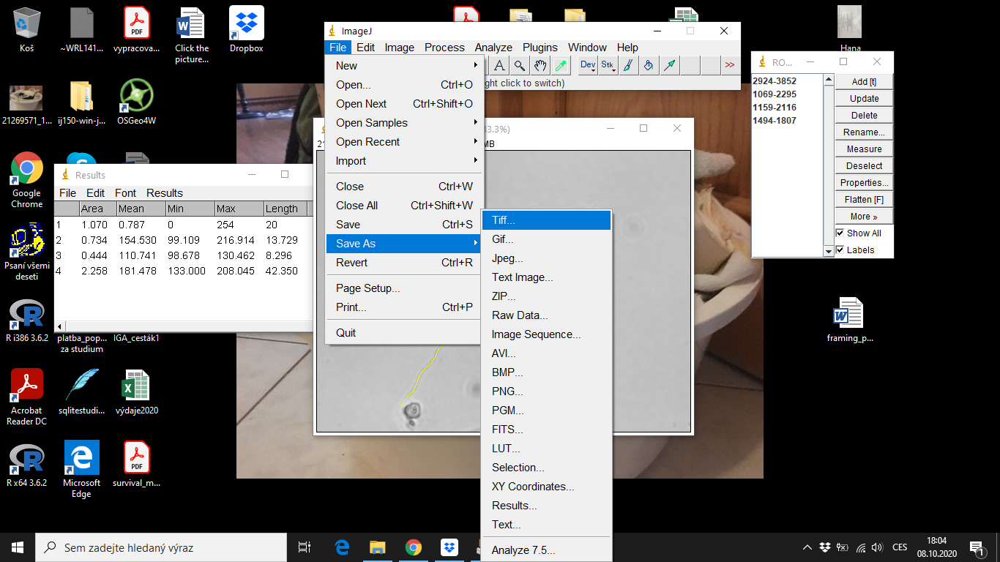 Koš
~WRL141...
vypracova...
Click the
picture...
Dropbox
21269571_1...
ij150-win-j...
OSGeo4W
Google
Chrome
Psaní všemi
deseti
R i386 3.6.2
platba_pop...
za studium
IGA_cesták1
Acrobat
Reader DC
sqlitestudi...
výdaje2020
R x64 3.6.2
Microsoft
Edge
survival_m...
Hana
framing_p...
ImageJ
File Edit Image Process Analyze Plugins Window Help
Dev Stk >>
ght click to switch)
New
Open... Ctrl+O
Open Next Ctrl+Shift+O
Open Samples
Open Recent
Import
Close Ctrl+W
Close All Ctrl+Shift+W
Save Ctrl+S
Save As
Revert Ctrl+R
Page Setup...
Print... Ctrl+P
Quit
Tiff...
Gif...
Jpeg...
Text Image...
ZIP...
Raw Data...
Image Sequence...
AVI...
BMP...
PNG...
PGM...
FITS...
LUT...
Selection...
XY Coordinates...
Results...
Text...
Analyze 7.5...
3.3%)
21
MB
Results
File Edit Font Results
Area Mean Min Max Length
1 1.070 0.787 0 254 20
2 0.734 154.530 99.109 216.914 13.729
3 0.444 110.741 98.678 130.462 8.296
4 2.258 181.478 133.000 208.045 42.350
RO...
2924-3852
1069-2295
1159-2116
1494-1807
Add [t]
Update
Delete
Rename...
Measure
Deselect
Properties...
Flatten [F]
More »
Show All
Labels
Sem zadejte hledaný výraz
CES
18:04
08.10.2020
1